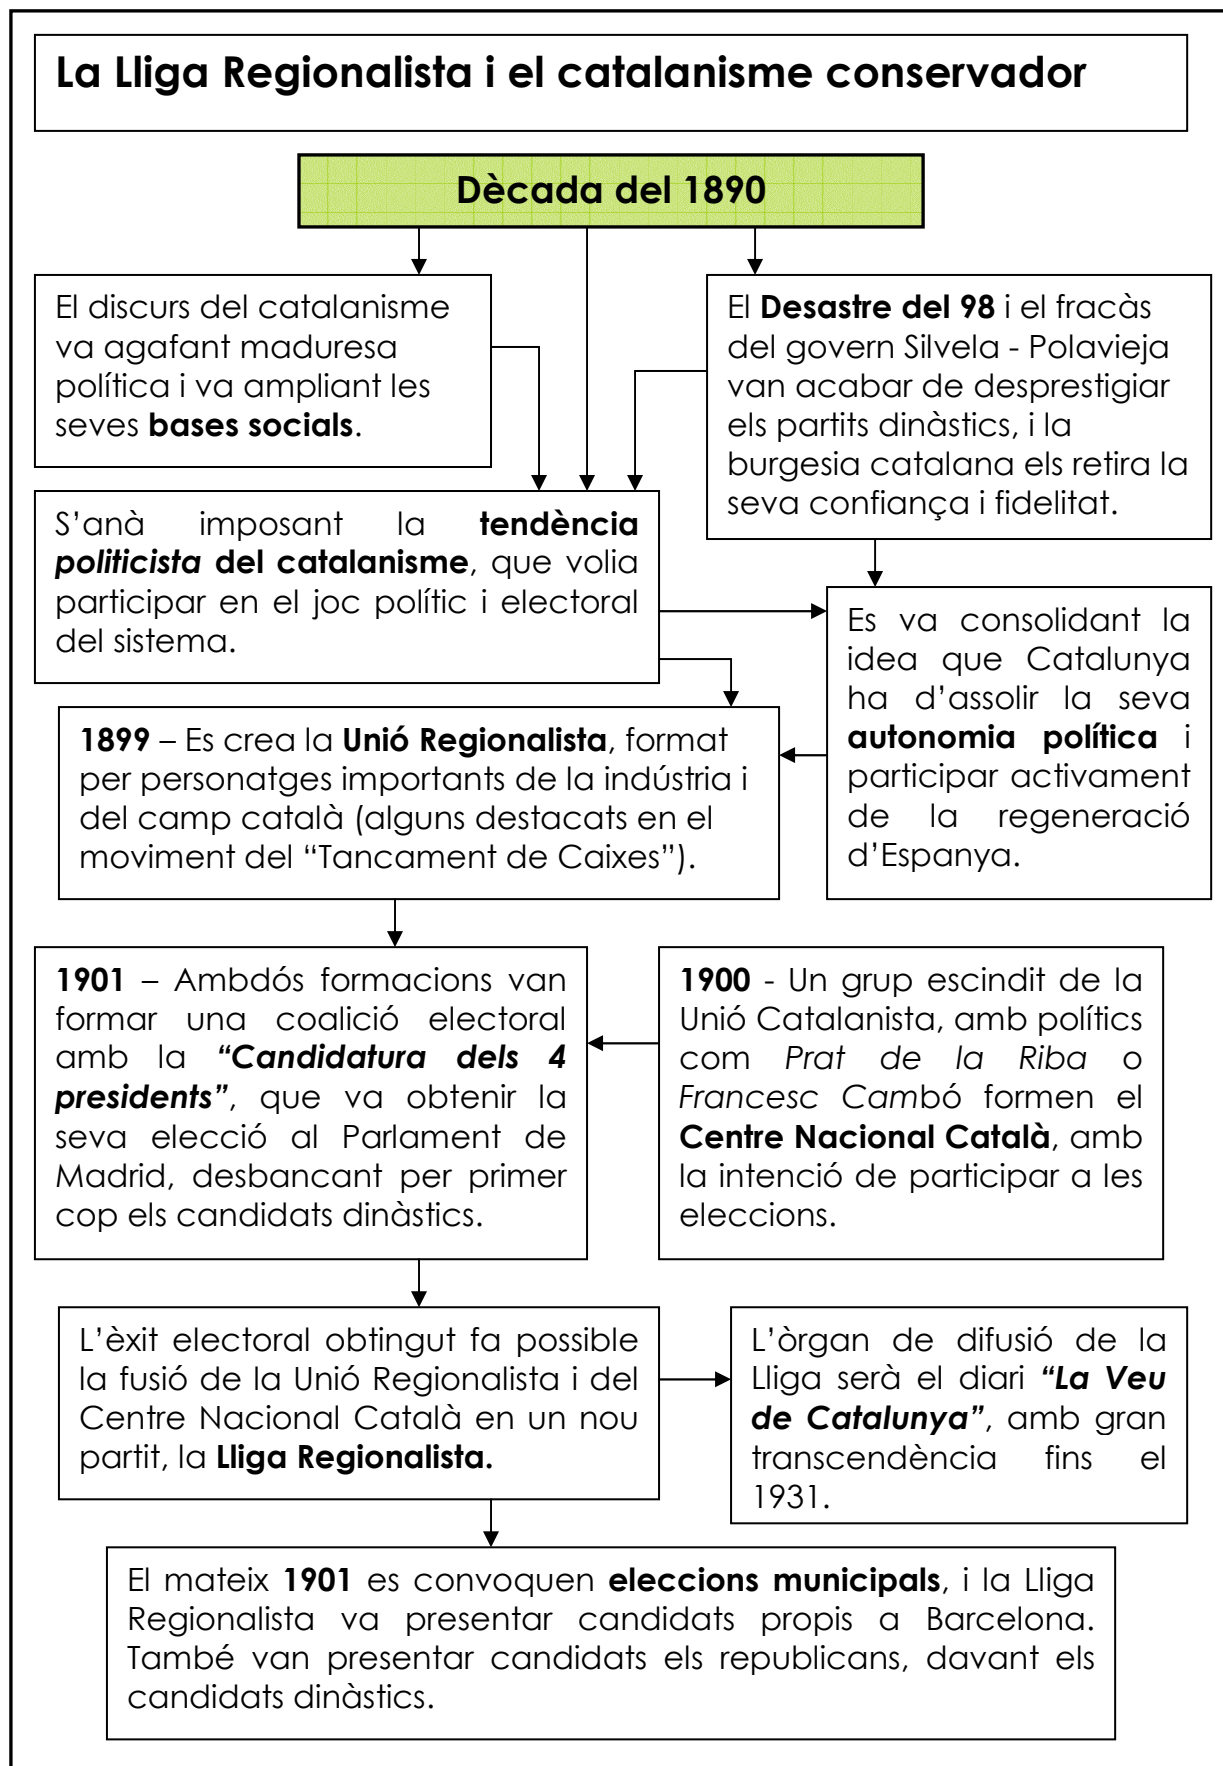 La Lliga Regionalista i el catalanisme conservador
Dècada del 1890
El discurs del catalanisme
va agafant maduresa
política i va ampliant les
seves bases socials.
El Desastre del 98 i el fracàs
del govern Silvela - Polavieja
van acabar de desprestigiar
els partits dinàstics, i la
burgesia catalana els retira la
seva confiança i fidelitat.
S’anà imposant la tendència
politicista del catalanisme, que volia
participar en el joc polític i electoral
del sistema.
Es va consolidant la
idea que Catalunya
ha d’assolir la seva
autonomia política i
participar activament
de la regeneració
d’Espanya.
1899 – Es crea la Unió Regionalista, format
per personatges importants de la indústria i
del camp català (alguns destacats en el
moviment del “Tancament de Caixes”).
1901 – Ambdós formacions van
formar una coalició electoral
amb la “Candidatura dels 4
presidents”, que va obtenir la
seva elecció al Parlament de
Madrid, desbancant per primer
cop els candidats dinàstics.
1900 - Un grup escindit de la
Unió Catalanista, amb polítics
com Prat de la Riba o
Francesc Cambó formen el
Centre Nacional Català, amb
la intenció de participar a les
eleccions.
L’èxit electoral obtingut fa possible
la fusió de la Unió Regionalista i del
Centre Nacional Català en un nou
partit, la Lliga Regionalista.
L’òrgan de difusió de la
Lliga serà el diari “La Veu
de Catalunya”, amb gran
transcendència fins el
1931.
El mateix 1901 es convoquen eleccions municipals, i la Lliga
Regionalista va presentar candidats propis a Barcelona.
També van presentar candidats els republicans, davant els
candidats dinàstics.